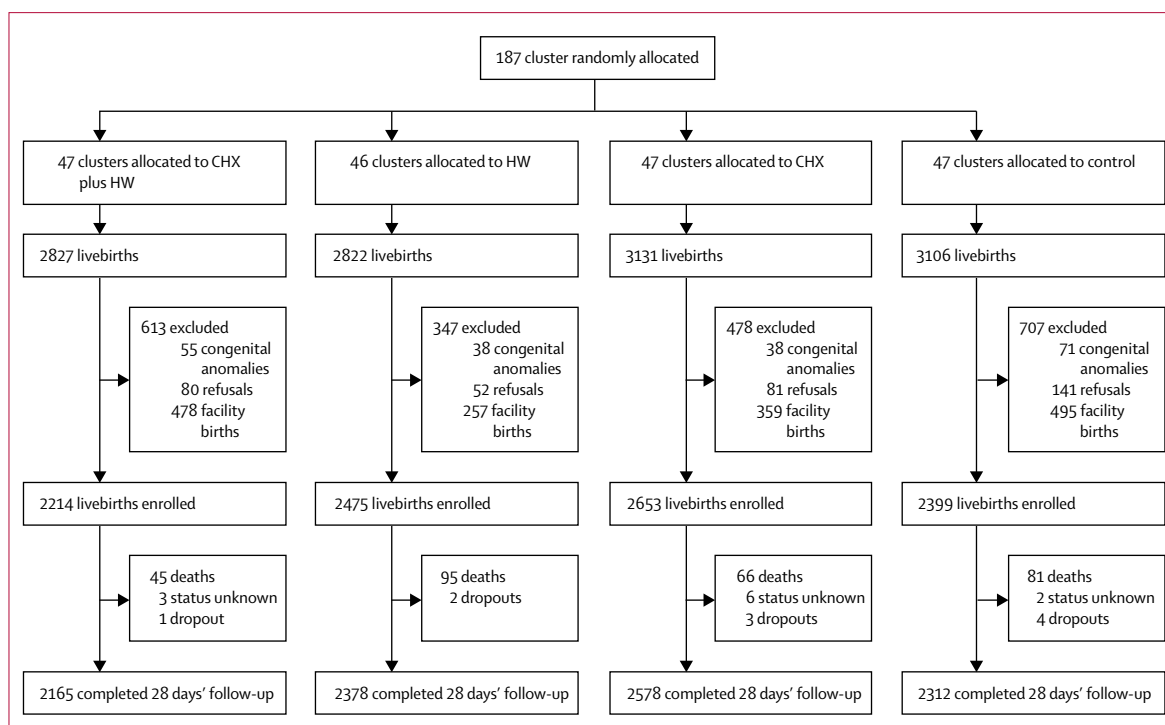 187 cluster randomly allocated
47 clusters allocated to CHX
plus HW
46 clusters allocated to HW
47 clusters allocated to CHX
47 clusters allocated to control
2827 livebirths
2822 livebirths
3131 livebirths
3106 livebirths
613 excluded
55 congenital
anomalies
80 refusals
478 facility
births
347 excluded
38 congenital
anomalies
52 refusals
257 facility
births
478 excluded
38 congenital
anomalies
81 refusals
359 facility
births
707 excluded
71 congenital
anomalies
141 refusals
495 facility
births
2214 livebirths enrolled
2475 livebirths enrolled
2653 livebirths enrolled
2399 livebirths enrolled
45 deaths
3 status unknown
1 dropout
95 deaths
2 dropouts
66 deaths
6 status unknown
3 dropouts
81 deaths
2 status unknown
4 dropouts
2165 completed 28 days’ follow-up
2378 completed 28 days’ follow-up
2578 completed 28 days’ follow-up
2312 completed 28 days’ follow-up